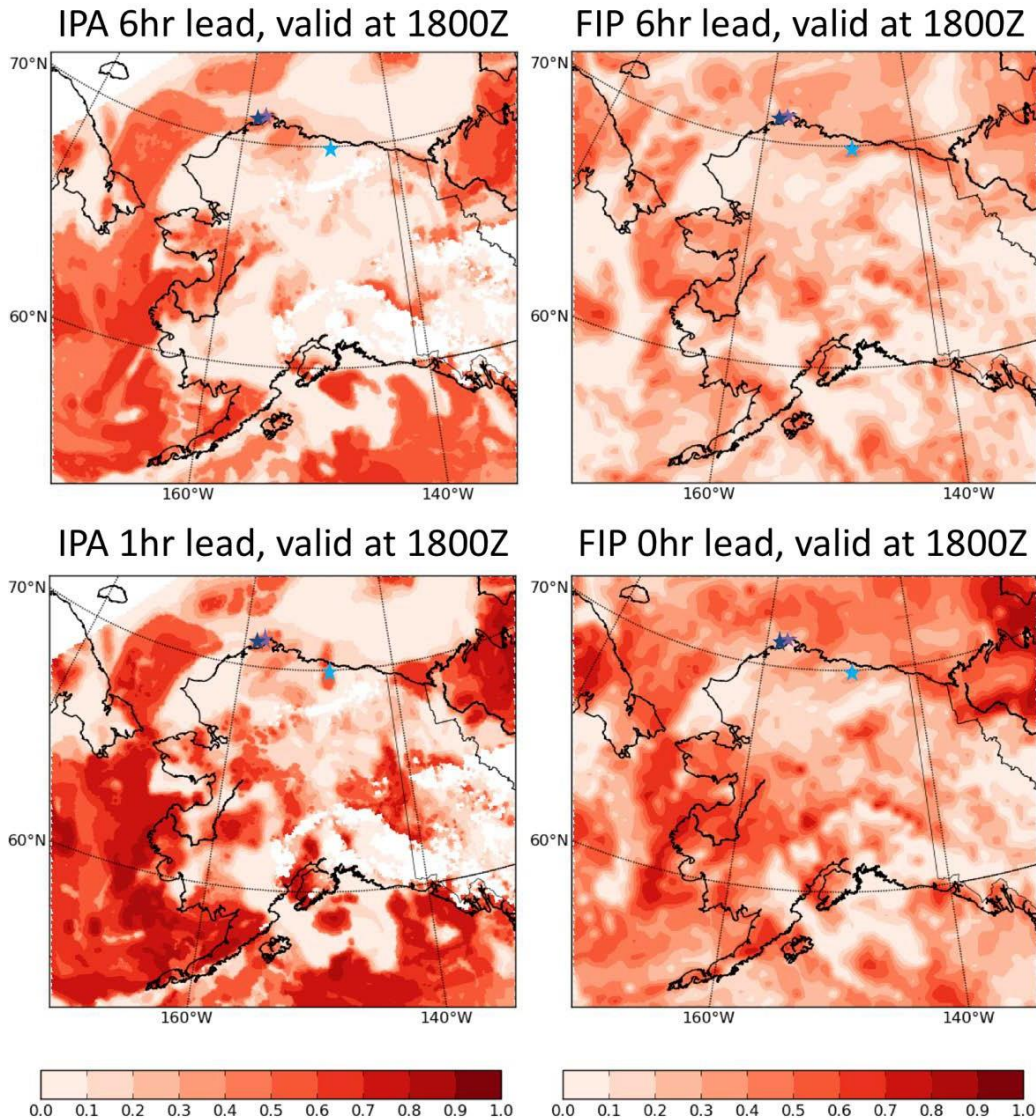 IPA 6hr lead, valid at 1800Z
FIP 6hr lead, valid at 1800Z
70°N
70°N
60°N
60°N
160°W
140°W
160°W
140°W
IPA 1hr lead, valid at 1800Z
FIP 0hr lead, valid at 1800Z
70°N
70°N
60°N
60°N
160°W
140°W
160°W
140°W
0.0 0.1 0.2 0.3 0.4 0.5 0.6 0.7 0.8 0.9 1.0
0.0 0.1 0.2 0.3 0.4 0.5 0.6 0.7 0.8 0.9 1.0